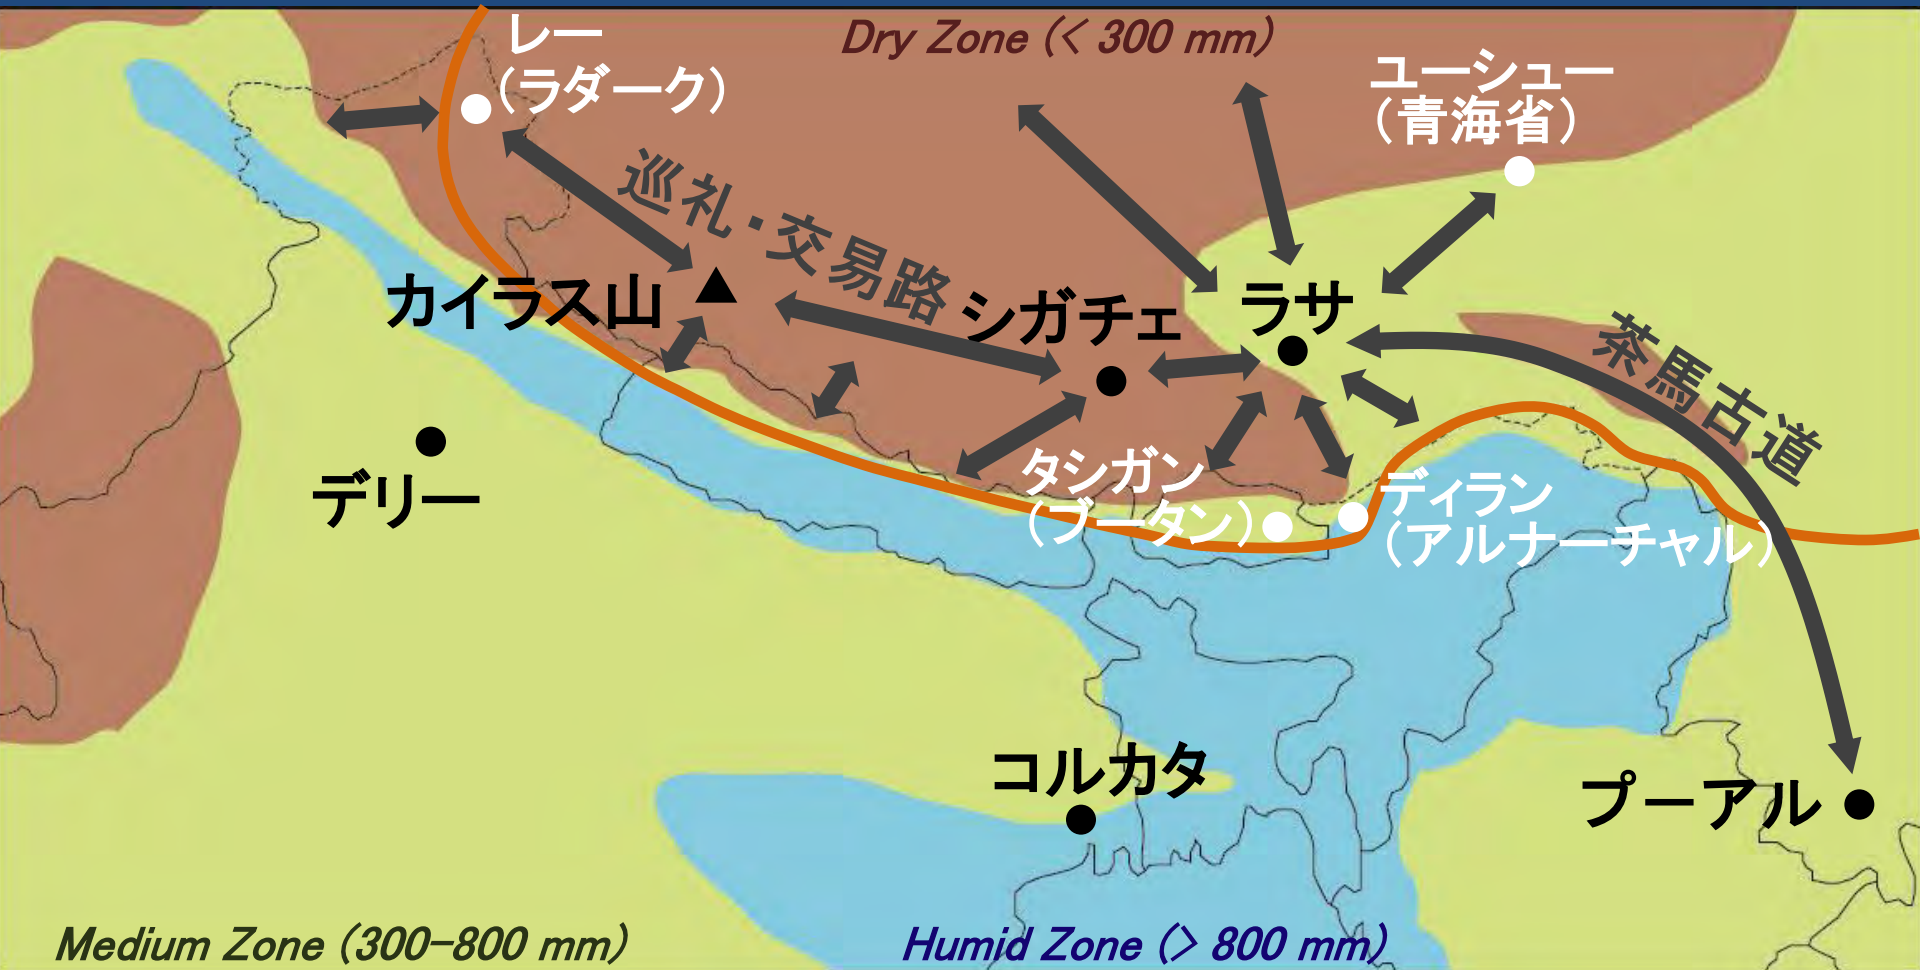 Dry Zone (< 300 mm)
レー
（ラダーク）
ユーシュー
（青海省）
巡礼・交易路
カイラス山
シガチェ
ラサ
茶馬古道
デリー
タシガン
（ブータン）
ディラン
（アルナーチャル）
コルカタ
プーアル
Medium Zone (300-800 mm)
Humid Zone (> 800 mm)